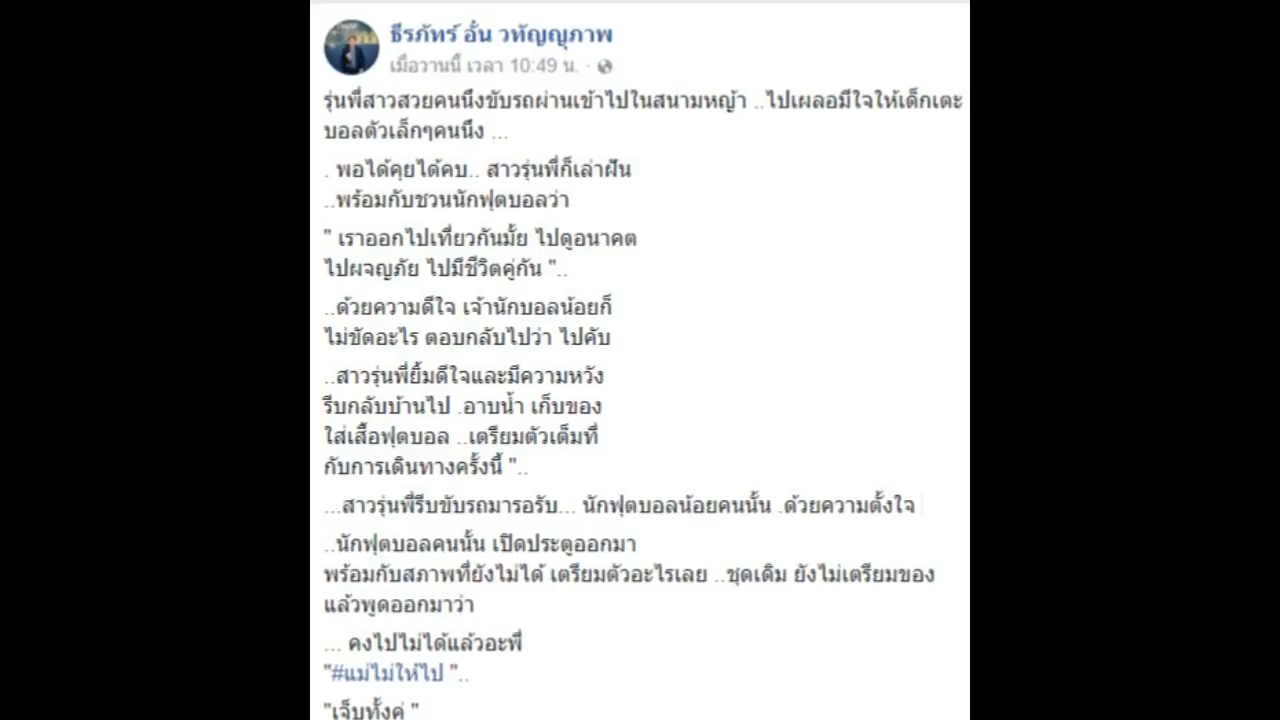 ธีรภัทร์ อั๋น วทัญญุภาพ
เมื่อวานนี้ เวลา 10:49 น. ·
รุ่นพี่สาวสวยคนนึงขับรถผ่านเข้าไปในสนามหญ้า ..ไปเผลอมีใจให้เด็กเตะ
บอลตัวเล็กๆคนนึง ...
. พอได้คุยได้คบ.. สาวรุ่นพี่ก็เล่าฝัน
..พร้อมกับชวนนักฟุตบอลว่า
" เราออกไปเที่ยวกันมั้ย ไปดูอนาคต
ไปผจญภัย ไปมีชีวิตคู่กัน "..
..ด้วยความดีใจ เจ้านักบอลน้อยก็
ไม่ขัดอะไร ตอบกลับไปว่า ไปคับ
..สาวรุ่นพี่ยิ้มดีใจและมีความหวัง
รีบกลับบ้านไป .อาบน้ำ เก็บของ
ใส่เสื้อฟุตบอล ..เตรียมตัวเต็มที่
กับการเดินทางครั้งนี้ "..
...สาวรุ่นพี่รีบขับรถมารอรับ... นักฟุตบอลน้อยคนนั้น .ด้วยความตั้งใจ
..นักฟุตบอลคนนั้น เปิดประตูออกมา
พร้อมกับสภาพที่ยังไม่ได้ เตรียมตัวอะไรเลย ..ชุดเดิม ยังไม่เตรียมของ
แล้วพูดออกมาว่า
... คงไปไม่ได้แล้วอะพี่
"#แม่ไม่ให้ไป "..
"เจ็บทั้งคู่ "